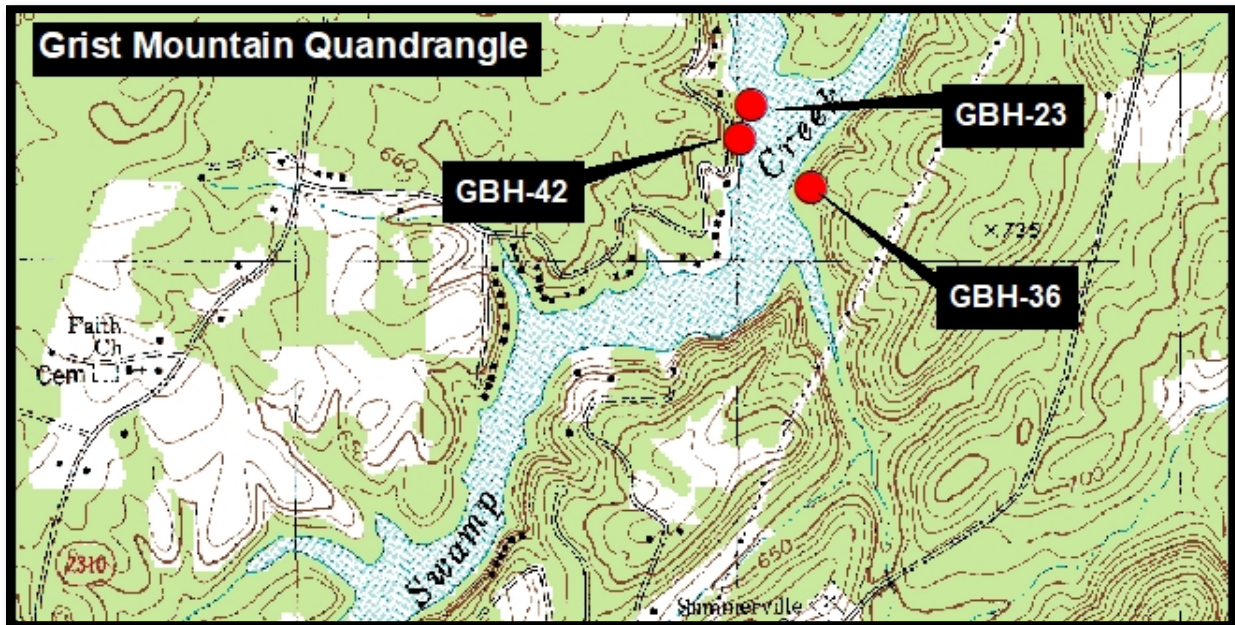 Grist Mountain Quandrangle
GBH-23
Creek
660
GBH-42
×735
GBH-36
Faith
Ch
Cem
Swamp
700
650
2310
Summerville